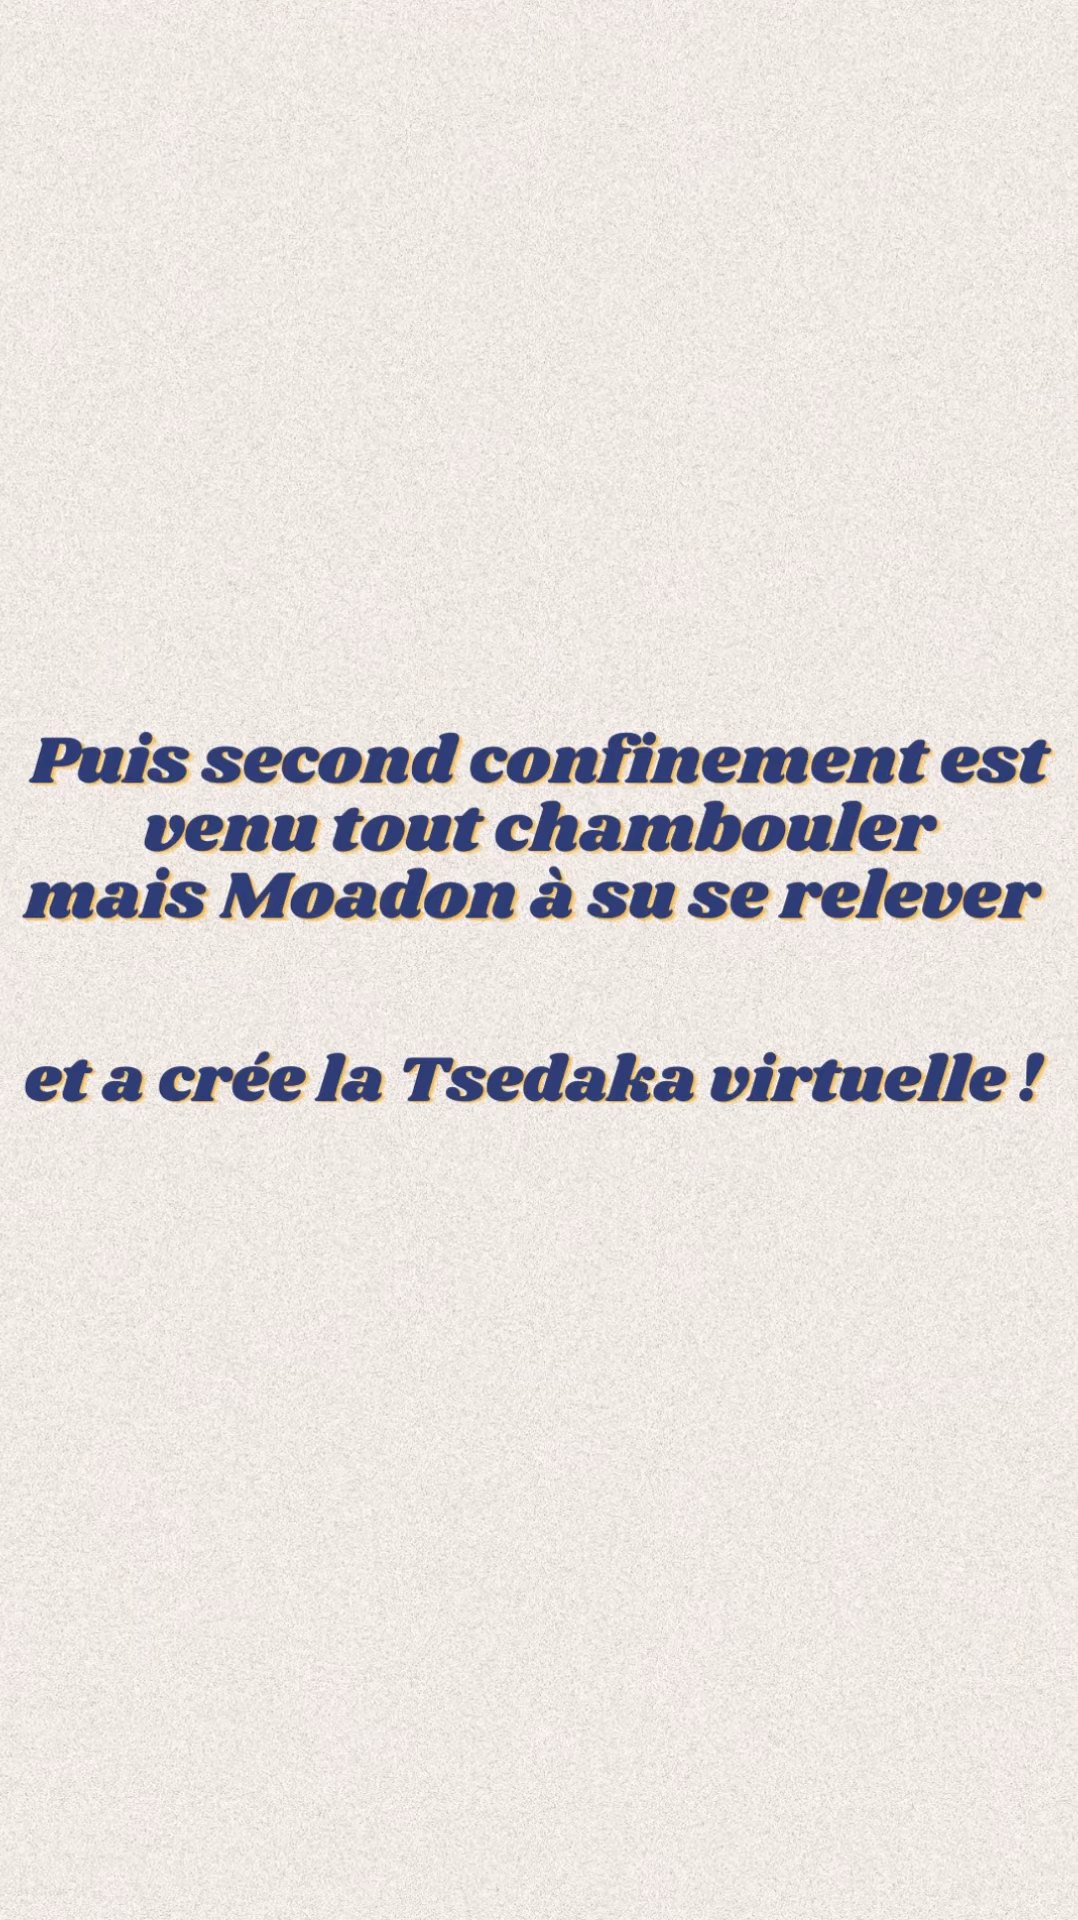 Puis second confinement est
venu tout chambouler
mais Moadon à su se relever
et a crée la Tsedaka virtuelle !